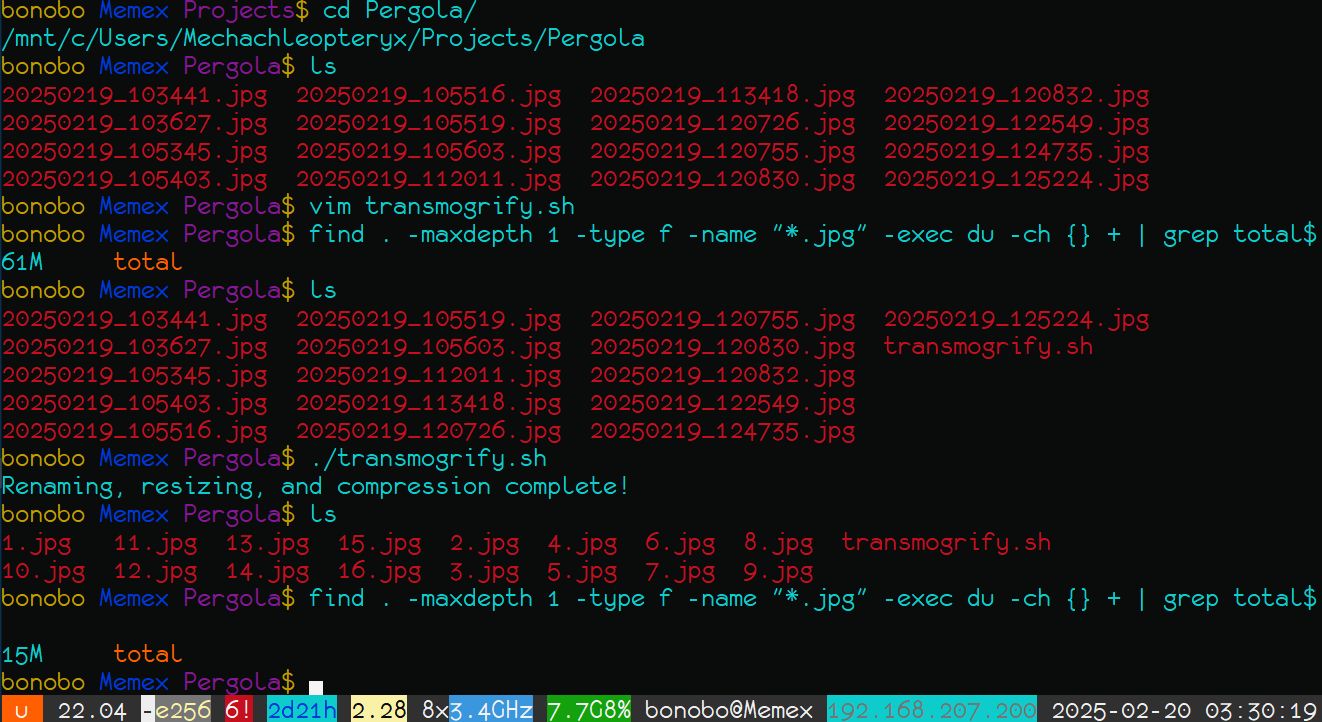 bonobo Memex Projects$ cd Pergola/
/mnt/c/Users/Mechachleopteryx/Projects/Pergola
bonobo Memex Pergola$ ls
20250219_103441.jpg  20250219_105516.jpg  20250219_113418.jpg  20250219_120832.jpg
20250219_103627.jpg  20250219_105519.jpg  20250219_120726.jpg  20250219_122549.jpg
20250219_105345.jpg  20250219_105603.jpg  20250219_120755.jpg  20250219_124735.jpg
20250219_105403.jpg  20250219_112011.jpg  20250219_120830.jpg  20250219_125224.jpg
bonobo Memex Pergola$ vim transmogrify.sh
bonobo Memex Pergola$ find . -maxdepth 1 -type f -name "*.jpg" -exec du -ch {} + | grep total$
61M     total
bonobo Memex Pergola$ ls
20250219_103441.jpg  20250219_105519.jpg  20250219_120755.jpg  20250219_125224.jpg
20250219_103627.jpg  20250219_105603.jpg  20250219_120830.jpg  transmogrify.sh
20250219_105345.jpg  20250219_112011.jpg  20250219_120832.jpg
20250219_105403.jpg  20250219_113418.jpg  20250219_122549.jpg
20250219_105516.jpg  20250219_120726.jpg  20250219_124735.jpg
bonobo Memex Pergola$ ./transmogrify.sh
Renaming, resizing, and compression complete!
bonobo Memex Pergola$ ls
1.jpg   11.jpg  13.jpg  15.jpg  2.jpg  4.jpg  6.jpg  8.jpg  transmogrify.sh
10.jpg  12.jpg  14.jpg  16.jpg  3.jpg  5.jpg  7.jpg  9.jpg
bonobo Memex Pergola$ find . -maxdepth 1 -type f -name "*.jpg" -exec du -ch {} + | grep total$
15M     total
bonobo Memex Pergola$
u 22.04 -e256 6! 2d21h 2.28 8x3.4GHz 7.7G8% bonobo@Memex 192.168.207.200 2025-02-20 03:30:19